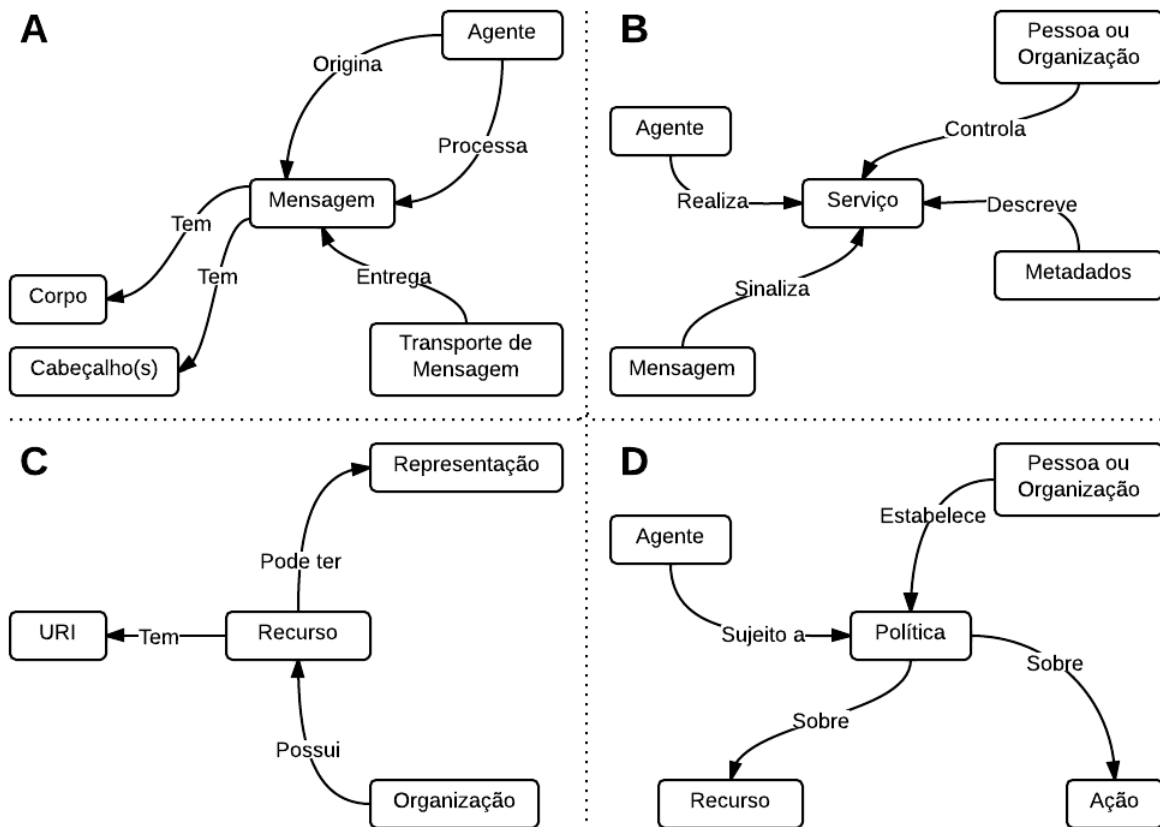 A
Agente
Origina
Processa
Mensagem
Tem
Tem
Entrega
Corpo
Cabeçalho(s)
Transporte de
Mensagem
B
Pessoa ou
Organização
Agente
Controla
Realiza
Serviço
Descreve
Metadados
Sinaliza
Mensagem
C
Representação
Pode ter
URI
Tem
Recurso
Possui
Organização
D
Pessoa ou
Organização
Estabelece
Agente
Sujeito a
Política
Sobre
Sobre
Recurso
Ação